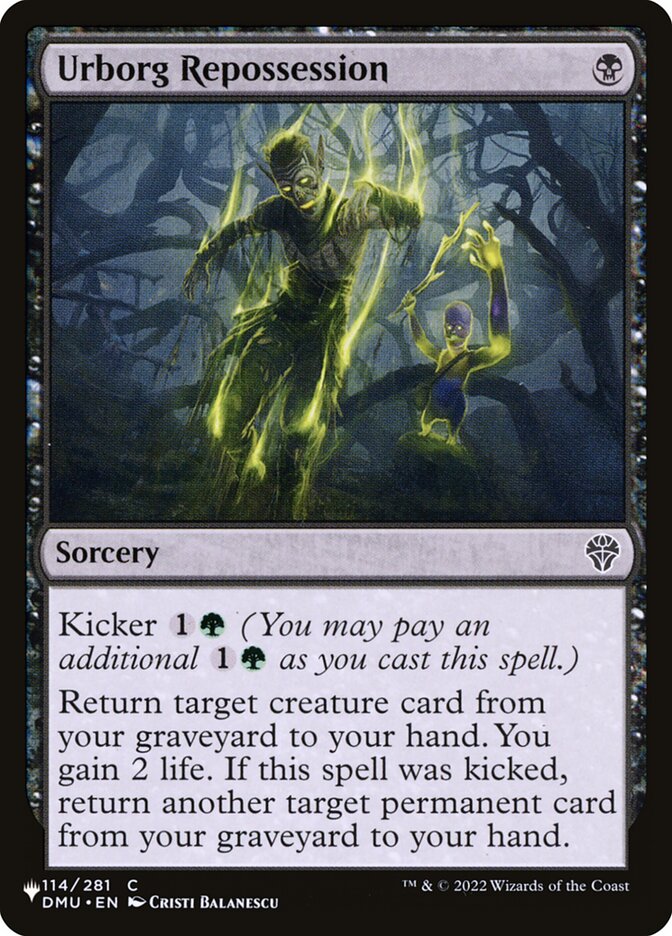 Urborg Repossession
Sorcery
Kicker 1 (You may pay an
additional 1 as you cast this spell.)
Return target creature card from
your graveyard to your hand. You
gain 2 life. If this spell was kicked,
return another target permanent card
from your graveyard to your hand.
114/281 C
DMU • EN Cristi Balanescu
™ & © 2022 Wizards of the Coast